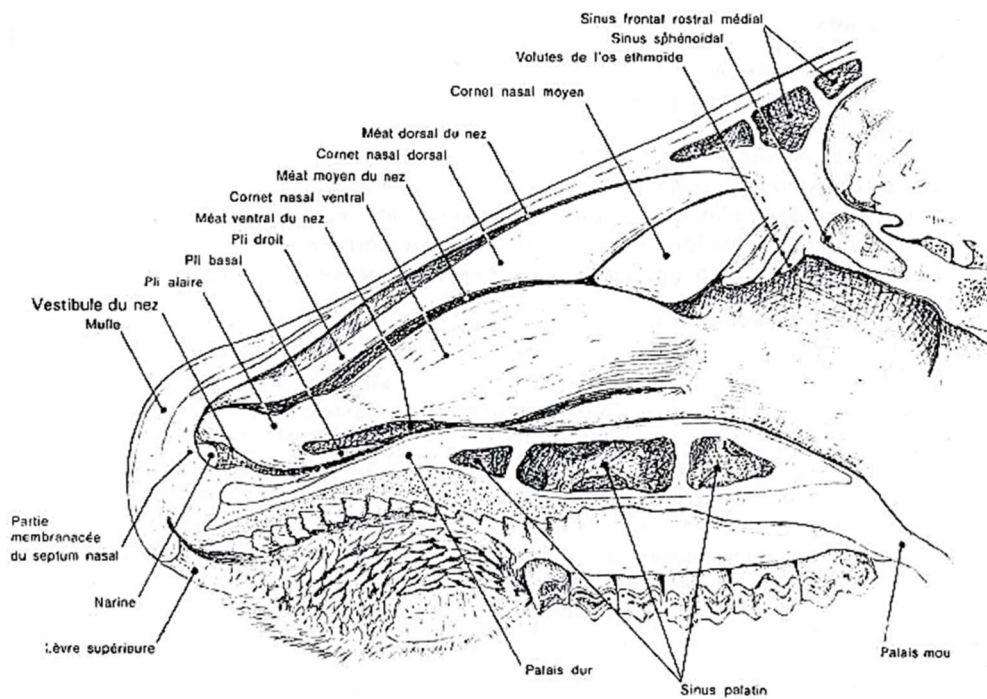 Sinus frontal rostral médial
Sinus sphénoidal
Volutes de l'os ethmoïde
Cornet nasal moyen
Méat dorsal du nez
Cornet nasal dorsal
Méat moyen du nez
Cornet nasal ventral
Méat ventral du nez
Pli droit
Pli basal
Pli alaire
Vestibule du nez
Mufle
Partie
membranacée
du septum nasal
Narine
Lèvre supérieure
Palais dur
Sinus palatin
Palais mou